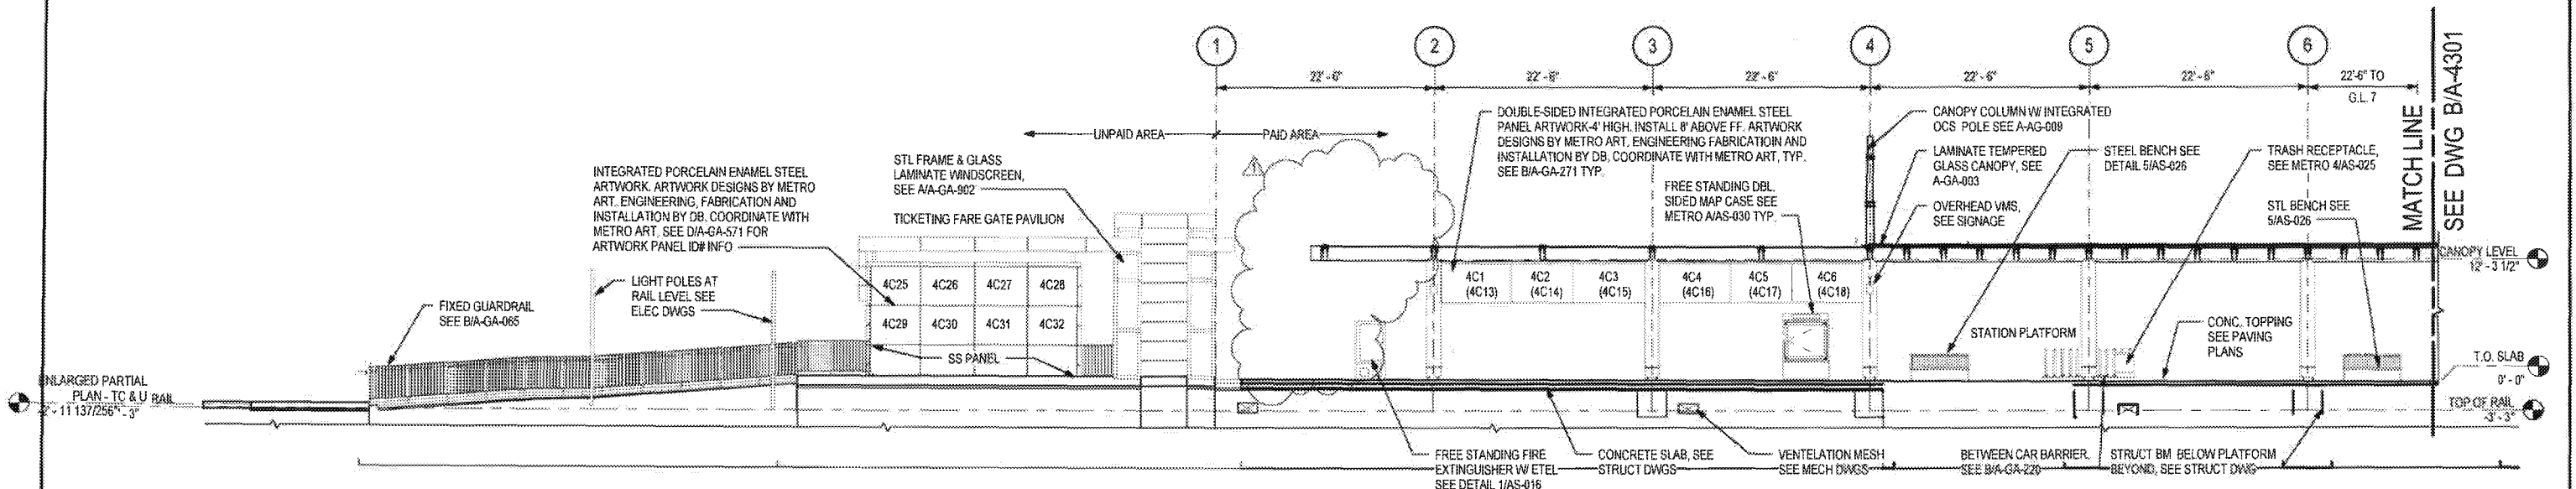 1
2
3
4
5
6
22'-6"
22'-6"
22'-6"
22'-6"
22'-6"
22'-6" TO
G.L. 7
MATCH LINE
SEE DWG B/A-4301
UNPAID AREA
PAID AREA
INTEGRATED PORCELAIN ENAMEL STEEL
ARTWORK. ARTWORK DESIGNS BY METRO
ART. ENGINEERING, FABRICATION AND
INSTALLATION BY DB, COORDINATE WITH
METRO ART, SEE D/A-GA-571 FOR
ARTWORK PANEL ID# INFO
STL FRAME & GLASS
LAMINATE WINDSCREEN,
SEE A/A-GA-902
TICKETING FARE GATE PAVILION
DOUBLE-SIDED INTEGRATED PORCELAIN ENAMEL STEEL
PANEL ARTWORK-4' HIGH. INSTALL 8' ABOVE FF. ARTWORK
DESIGNS BY METRO ART, ENGINEERING FABRICATIOIN AND
INSTALLATION BY DB, COORDINATE WITH METRO ART, TYP.
SEE B/A-GA-271 TYP.
FREE STANDING DBL.
SIDED MAP CASE SEE
METRO A/AS-030 TYP.
CANOPY COLUMN W/ INTEGRATED
OCS POLE SEE A-AG-009
LAMINATE TEMPERED
GLASS CANOPY, SEE
A-GA-003
OVERHEAD VMS,
SEE SIGNAGE
STEEL BENCH SEE
DETAIL 5/AS-026
TRASH RECEPTACLE,
SEE METRO 4/AS-025
STL BENCH SEE
5/AS-026
CANOPY LEVEL
12' - 3 1/2"
LIGHT POLES AT
RAIL LEVEL SEE
ELEC DWGS
FIXED GUARDRAIL
SEE B/A-GA-065
4C25 4C26 4C27 4C28
4C29 4C30 4C31 4C32
SS PANEL
4C1 4C2 4C3 4C4 4C5 4C6
(4C13) (4C14) (4C15) (4C16) (4C17) (4C18)
STATION PLATFORM
CONC. TOPPING
SEE PAVING
PLANS
T.O. SLAB
0' - 0"
TOP OF RAIL
-3' - 3"
ENLARGED PARTIAL
PLAN - TC & U RAIL
11 137/256"
FREE STANDING FIRE
EXTINGUISHER W/ ETEL
SEE DETAIL 1/AS-016
CONCRETE SLAB, SEE
STRUCT DWGS
VENTELATION MESH
SEE MECH DWGS
BETWEEN CAR BARRIER.
SEE B/A-GA-220
STRUCT BM BELOW PLATFORM
BEYOND, SEE STRUCT DWG